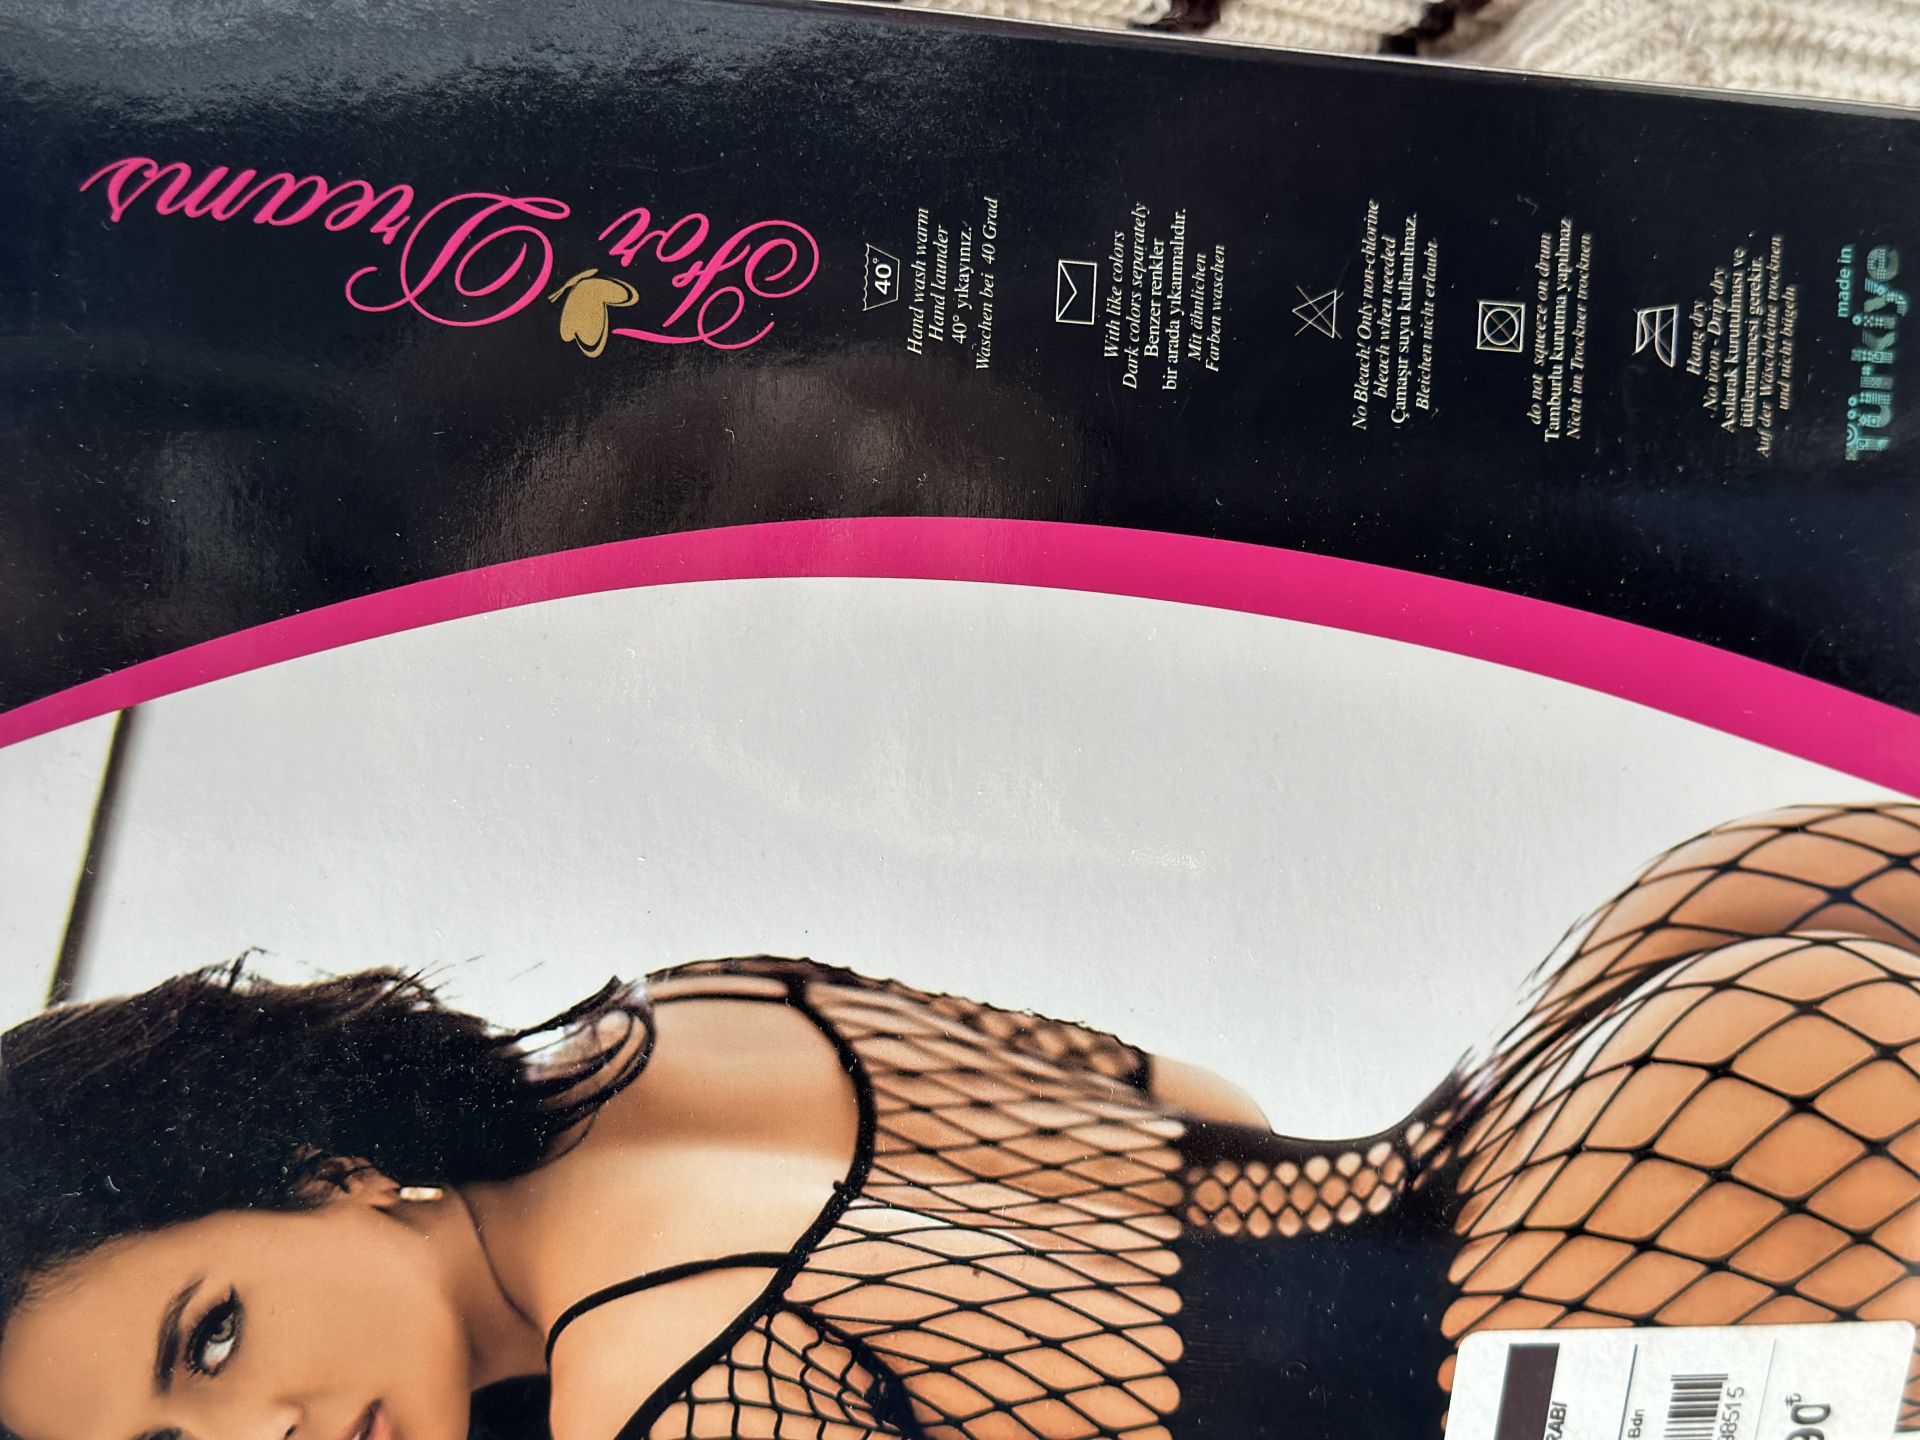 For Dreams
40°
Hand wash warm
Hand launder
40° yıkayınız.
Waschen bei 40 Grad
With like colors
Dark colors separately
Benzer renkler
bir arada yıkanmalıdır.
Mit ähnlichen
Farben waschen
No Bleach Only non-chlorine
bleach when needed
Çamaşır suyu kullanılmaz.
Bleichen nicht erlaubt.
do not squeeze on drum
Tamburlu kurutma yapılmaz
Nicht im Trockner trocknen
Hang dry
No iron - Drip dry
Asılarak kurutulması ve
ütülenmemesi gerekir.
Auf der Wäscheleine trocknen
und nicht bügeln
made in
Türkiye
RABİ
Bdn
98515
90₺